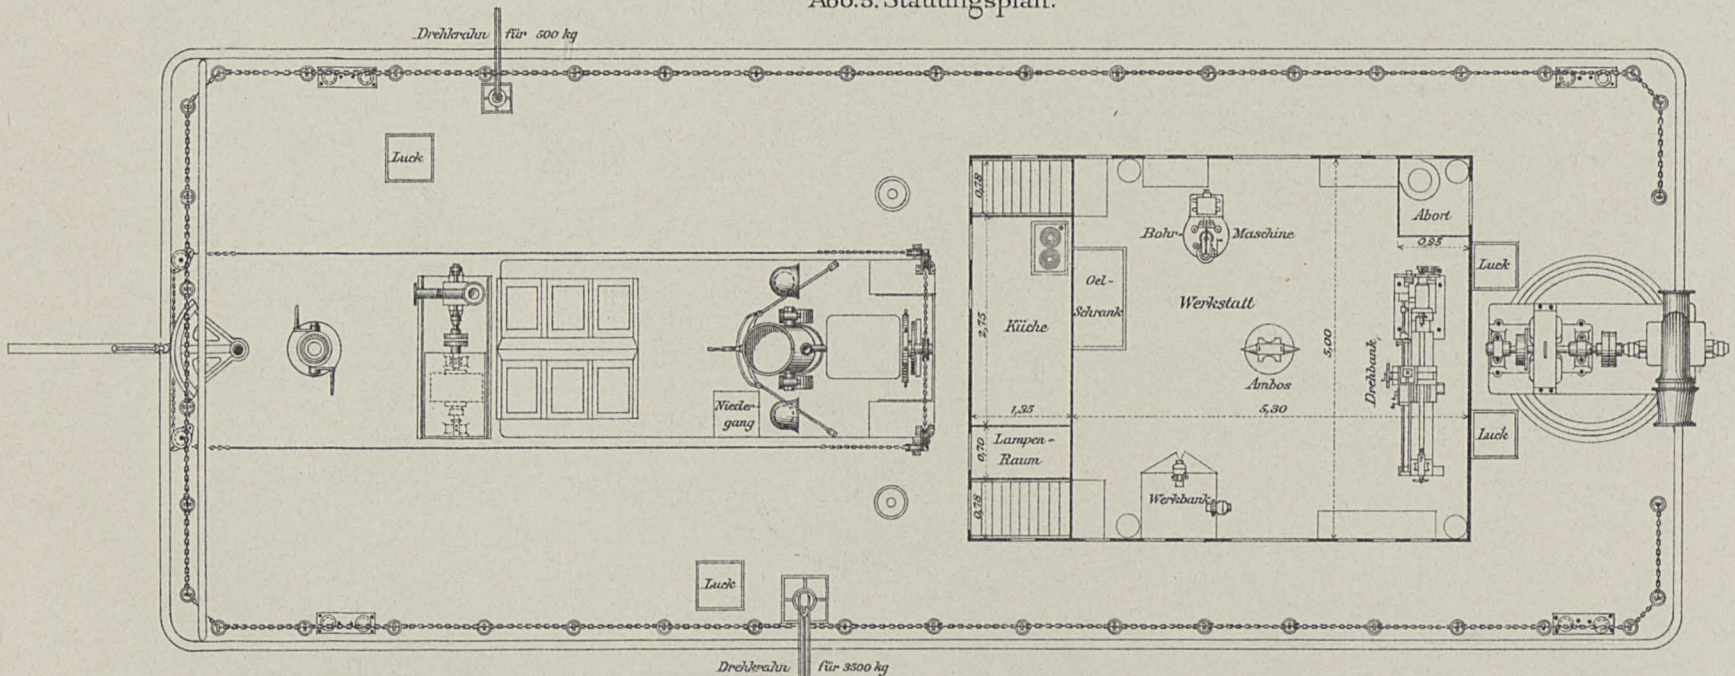 Abb.5. Stauungsplan.
Drehkrahn für 500 kg
Luck
0,78
Abort
Bohr- Maschine
0,95
Luck
Oel-
Schrank
Werkstatt
2,75
Küche
5,00
Drehbank
Ambos
Nieder-
gang
1,35
5,30
Lampen-
Raum
0,70
Luck
Werkbank
0,78
Luck
Drehkrahn für 3500 kg